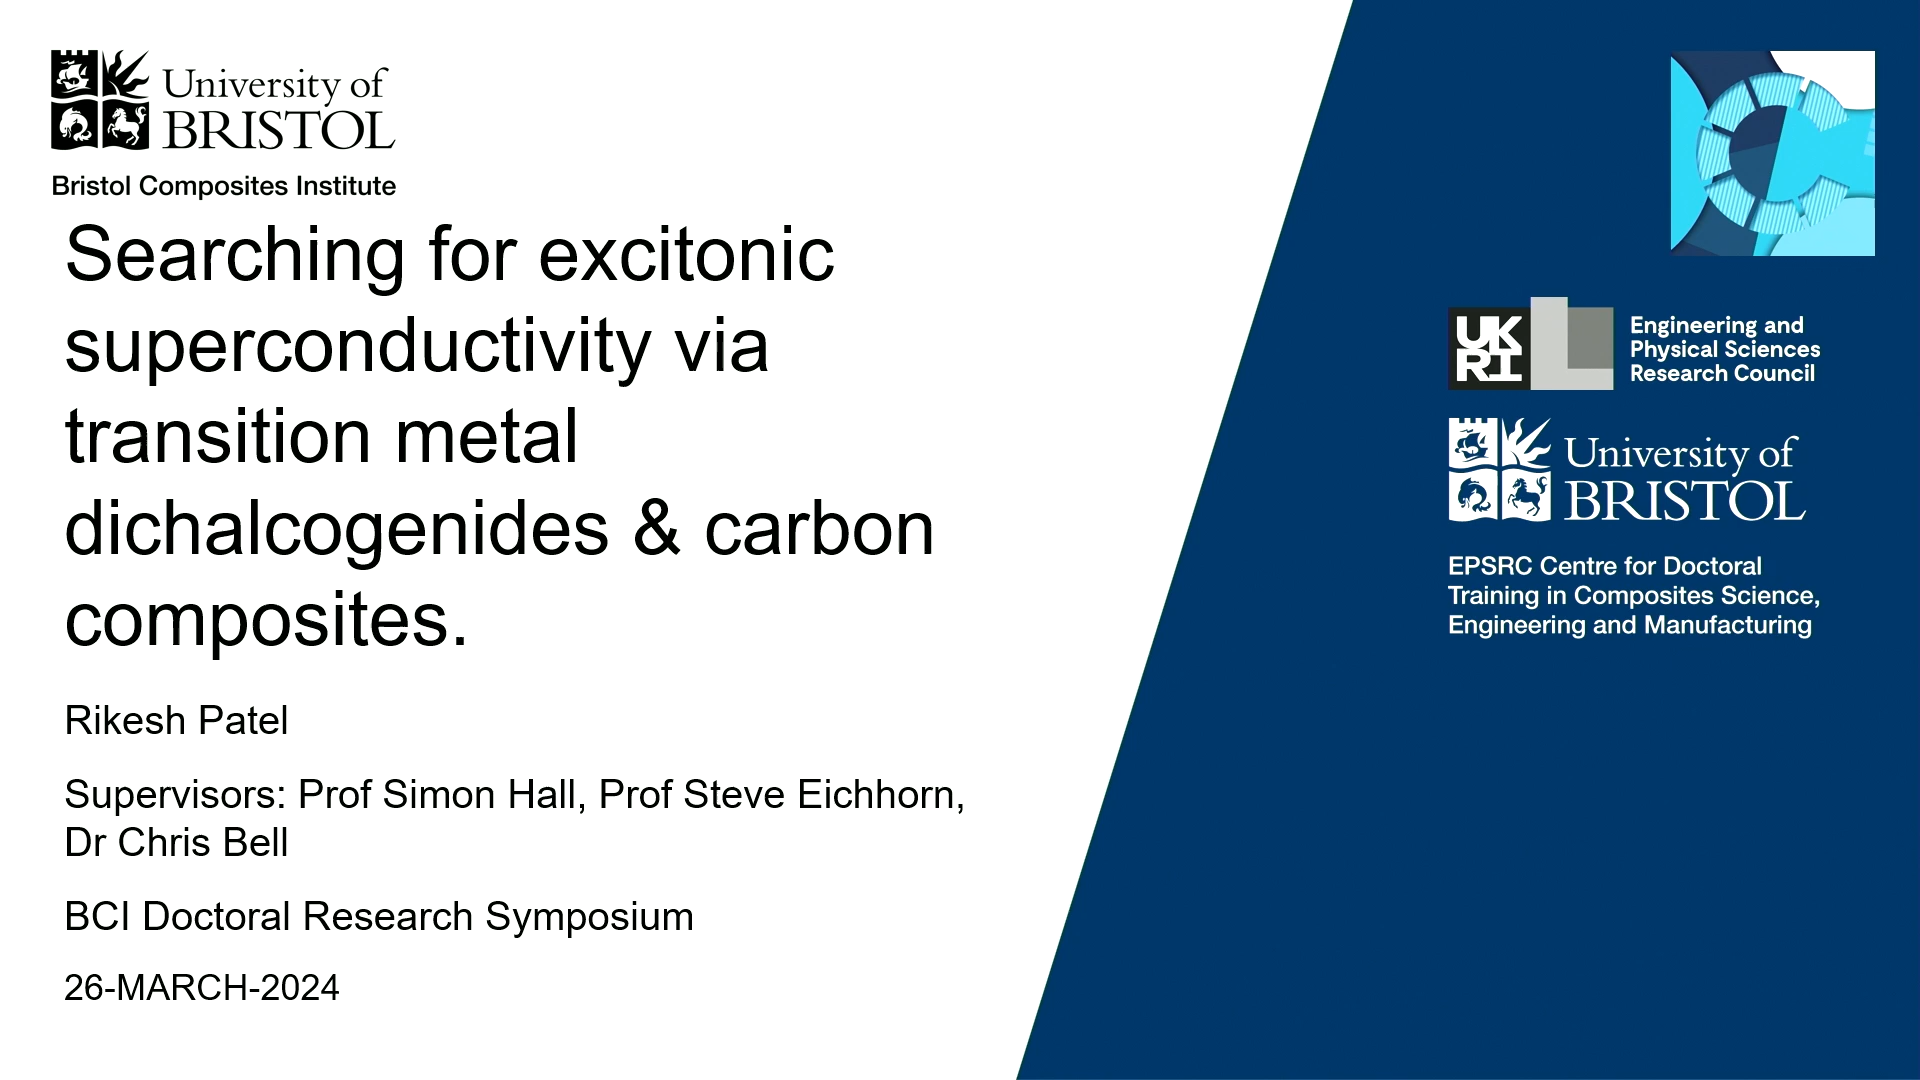 University of
BRISTOL
Bristol Composites Institute
Searching for excitonic
superconductivity via
transition metal
dichalcogenides & carbon
composites.
Rikesh Patel
Supervisors: Prof Simon Hall, Prof Steve Eichhorn,
Dr Chris Bell
BCI Doctoral Research Symposium
26-MARCH-2024
UK
RI
Engineering and
Physical Sciences
Research Council
University of
BRISTOL
EPSRC Centre for Doctoral
Training in Composites Science,
Engineering and Manufacturing